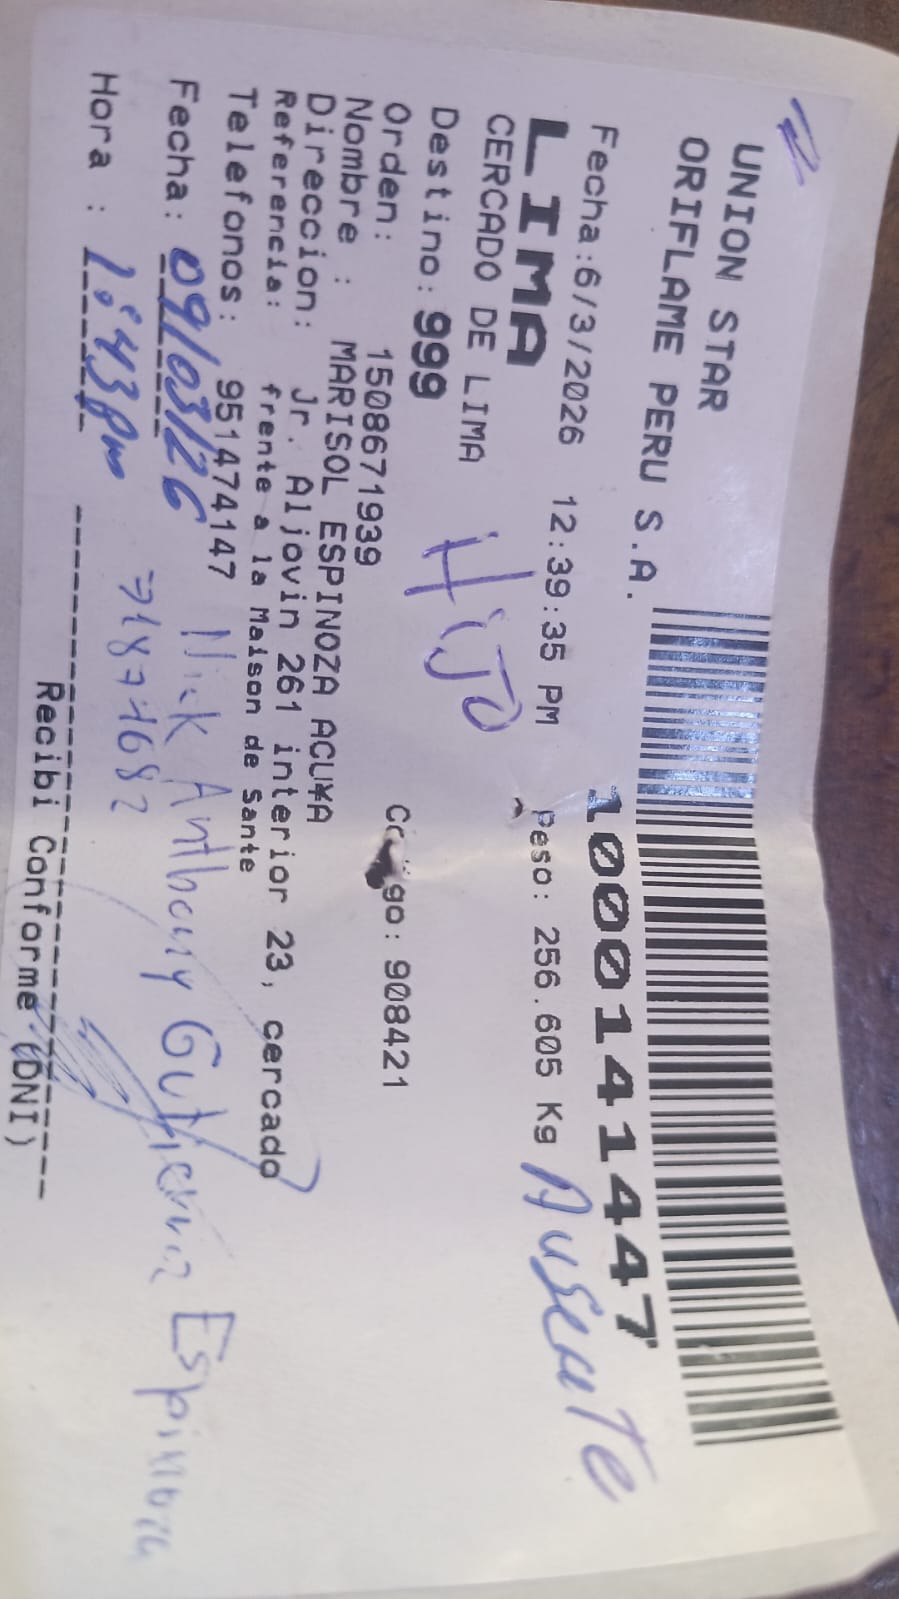 UNION STAR
ORIFLAME PERU S.A.
1000141447
Fecha:6/3/2026 12:39:35 PM Peso: 256.605 Kg
LIMA
Ausente
CERCADO DE LIMA
Destino: 999
HiJO
Orden: 1508671939 go: 908421
Nombre : MARISOL ESPINOZA ACU¥A
Direccion: Jr. Aljovin 261 interior 23, cercado
Referencia: frente a la Maison de Sante
Telefonos: 951474147
Nick Anthony Gutierrez Espinoza
Fecha: 09/03/26
Hora : 1:43pm
Recibi Conforme (DNI)